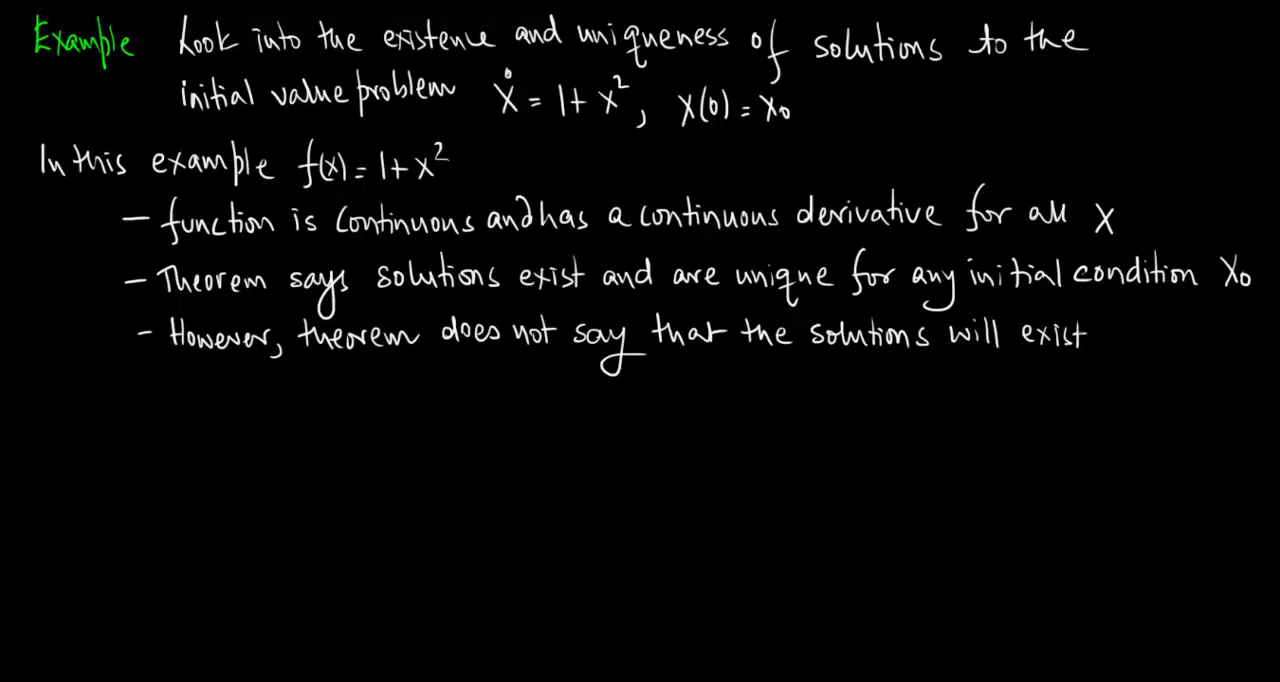 Example Look into the existence and uniqueness of solutions to the
initial value problem ẋ = 1 + x², x(0) = x₀
In this example f(x) = 1 + x²
- function is continuous and has a continuous derivative for all x
- Theorem says solutions exist and are unique for any initial condition x₀
- However, theorem does not say that the solutions will exist